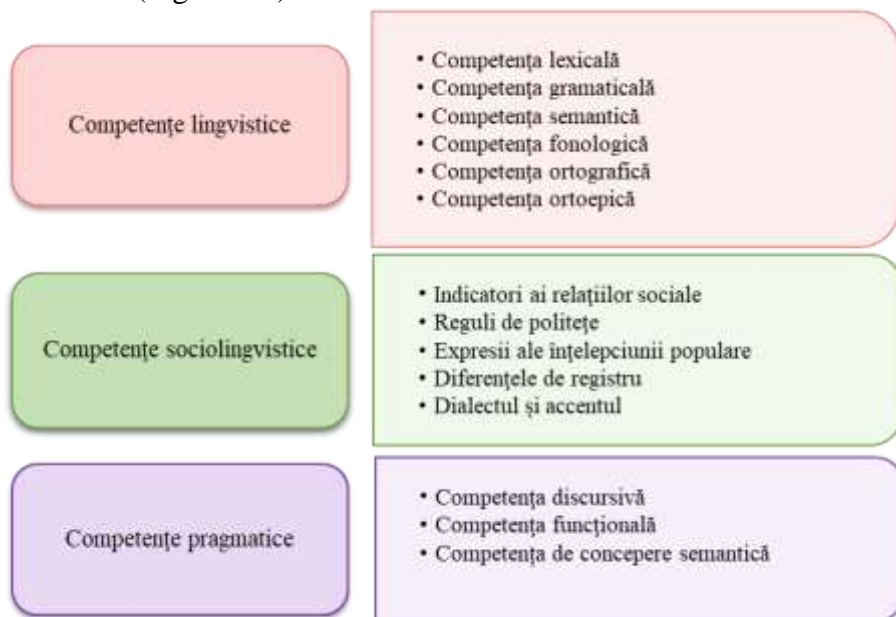 Competențe lingvistice
• Competența lexicală
• Competența gramaticală
• Competența semantică
• Competența fonologică
• Competența ortografică
• Competența ortoepică
Competențe sociolingvistice
• Indicatori ai relațiilor sociale
• Reguli de politețe
• Expresii ale înțelepciunii populare
• Diferențele de registru
• Dialectul și accentul
Competențe pragmatice
• Competența discursivă
• Competența funcțională
• Competența de concepere semantică